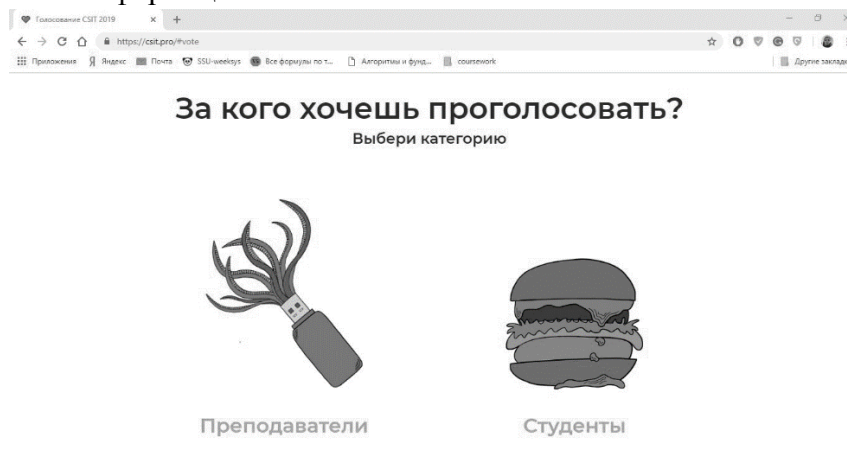 Голосование CSIT 2019
https://csit.pro/#vote
Приложения Яндекс Почта SSU-weeksys Все формулы по т... Алгоритмы и фунд... coursework Другие заклад
За кого хочешь проголосовать?
Выбери категорию
Преподаватели Студенты